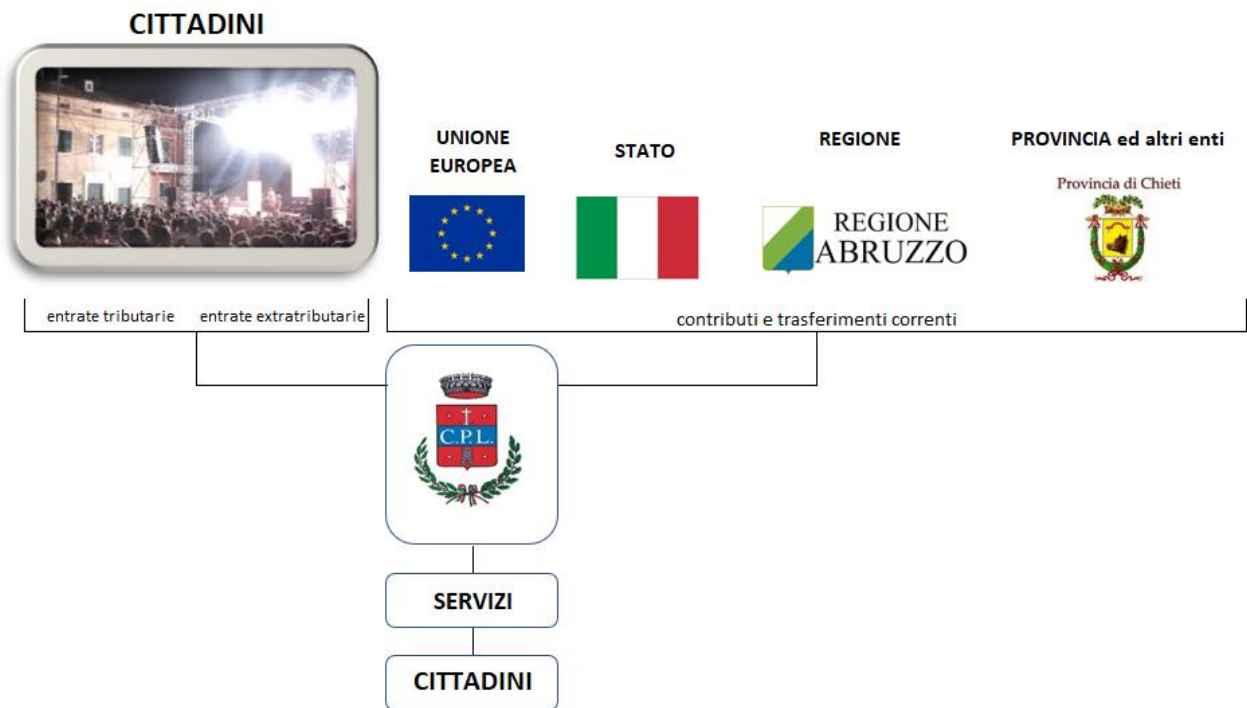 CITTADINI
UNIONE
EUROPEA
STATO
REGIONE
PROVINCIA ed altri enti
Provincia di Chieti
REGIONE
ABRUZZO
entrate tributarie
entrate extratributarie
contributi e trasferimenti correnti
C.P.L.
SERVIZI
CITTADINI